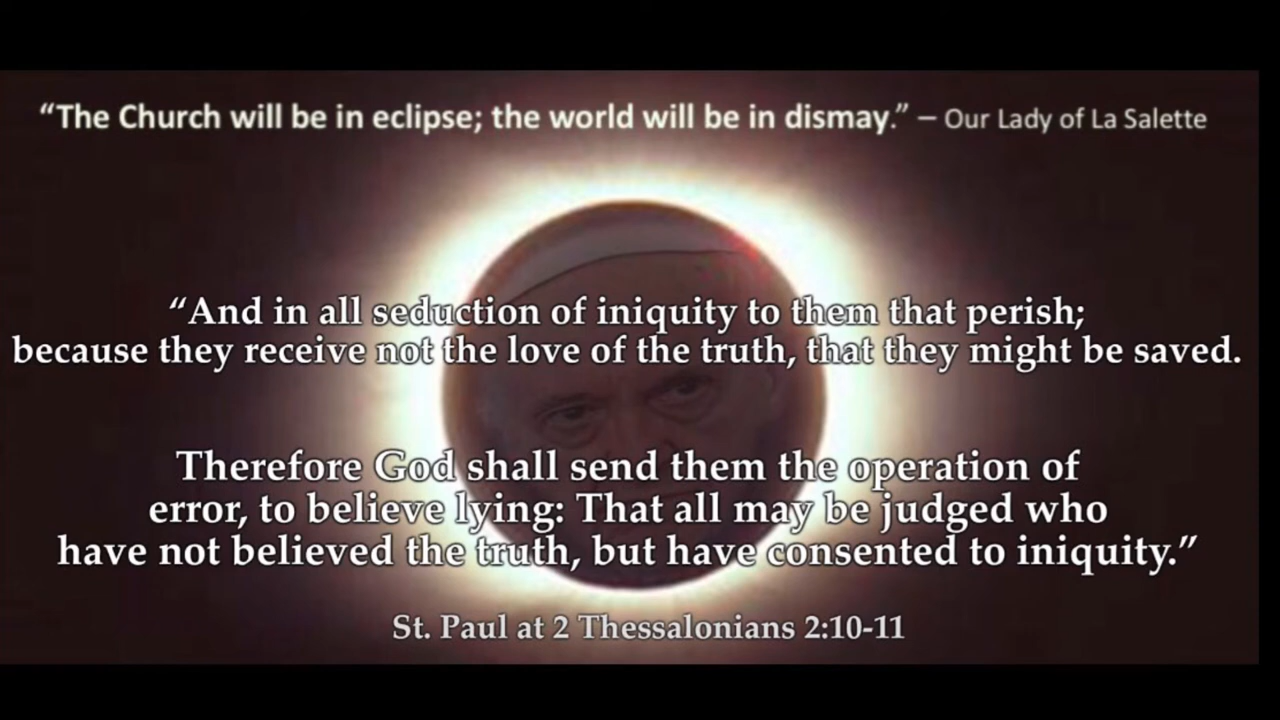 “The Church will be in eclipse; the world will be in dismay.” – Our Lady of La Salette
“And in all seduction of iniquity to them that perish;
because they receive not the love of the truth, that they might be saved.
Therefore God shall send them the operation of
error, to believe lying: That all may be judged who
have not believed the truth, but have consented to iniquity.”
St. Paul at 2 Thessalonians 2:10-11